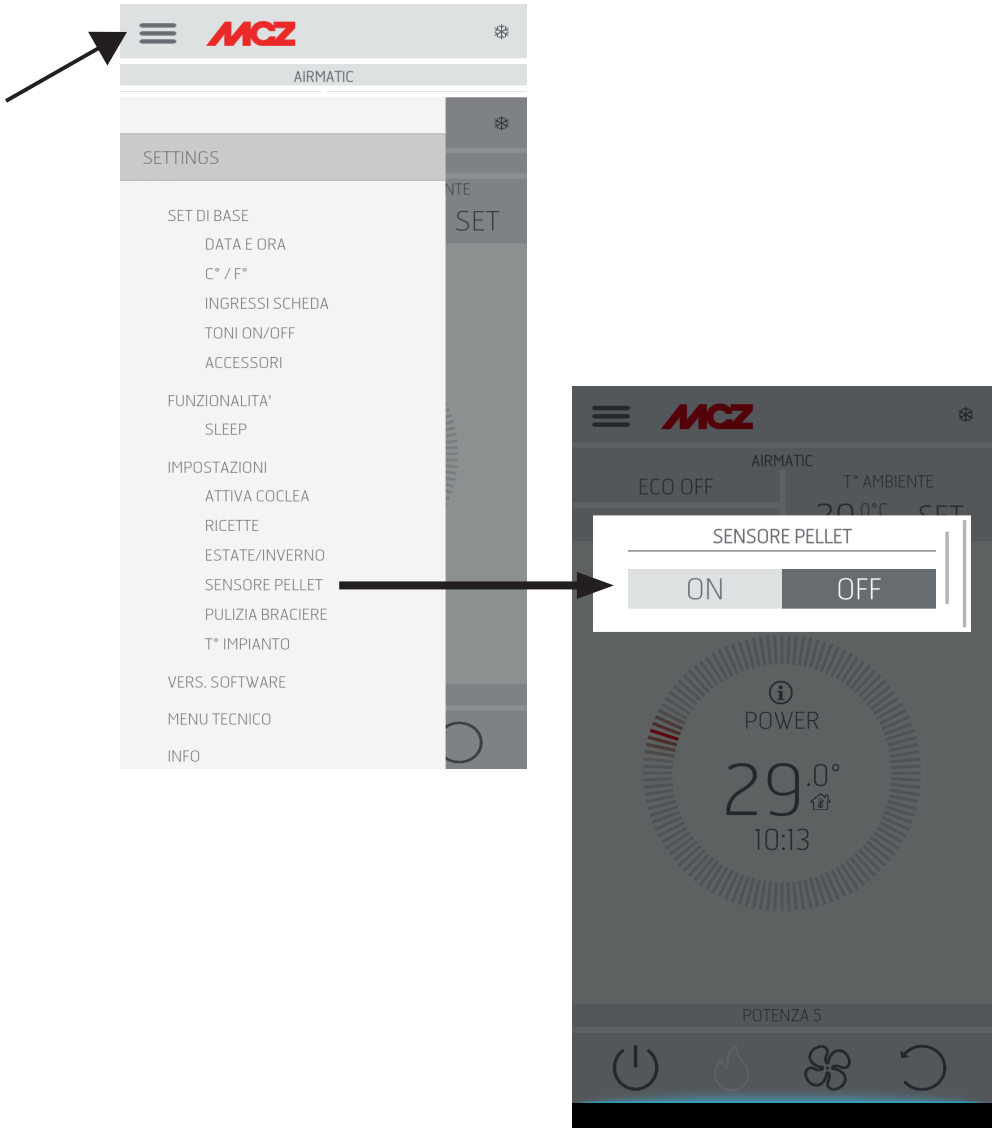 MCZ
AIRMATIC
SETTINGS
SET DI BASE
DATA E ORA
C° / F°
INGRESSI SCHEDA
TONI ON/OFF
ACCESSORI
FUNZIONALITA'
SLEEP
IMPOSTAZIONI
ATTIVA COCLEA
RICETTE
ESTATE/INVERNO
SENSORE PELLET
PULIZIA BRACIERE
T° IMPIANTO
VERS. SOFTWARE
MENU TECNICO
INFO
NTE
SET
MCZ
AIRMATIC
ECO OFF
T° AMBIENTE
SET
SENSORE PELLET
ON OFF
POWER
29.0°
10:13
POTENZA 5